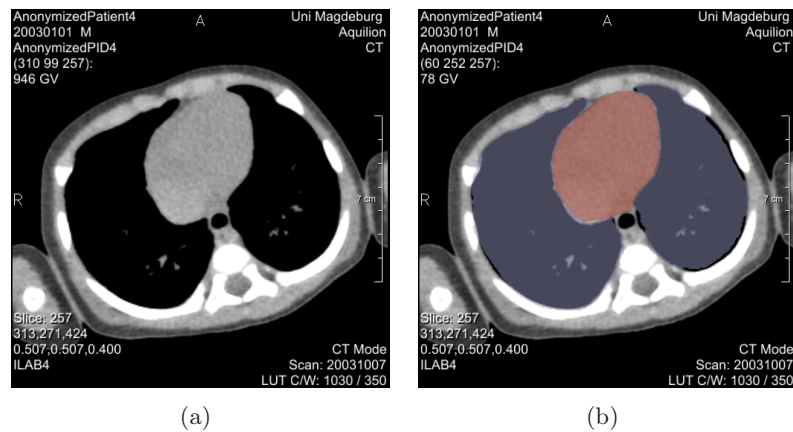 AnonymizedPatient4
20030101 M
AnonymizedPID4
(310 99 257):
946 GV
A
Uni Magdeburg
Aquilion
CT
R
7 cm
Slice: 257
313,271,424
0.507,0.507,0.400
ILAB4
CT Mode
Scan: 20031007
LUT C/W: 1030 / 350
(a)
AnonymizedPatient4
20030101 M
AnonymizedPID4
(60 252 257):
78 GV
A
Uni Magdeburg
Aquilion
CT
R
7 cm
Slice: 257
313,271,424
0.507,0.507,0.400
ILAB4
CT Mode
Scan: 20031007
LUT C/W: 1030 / 350
(b)